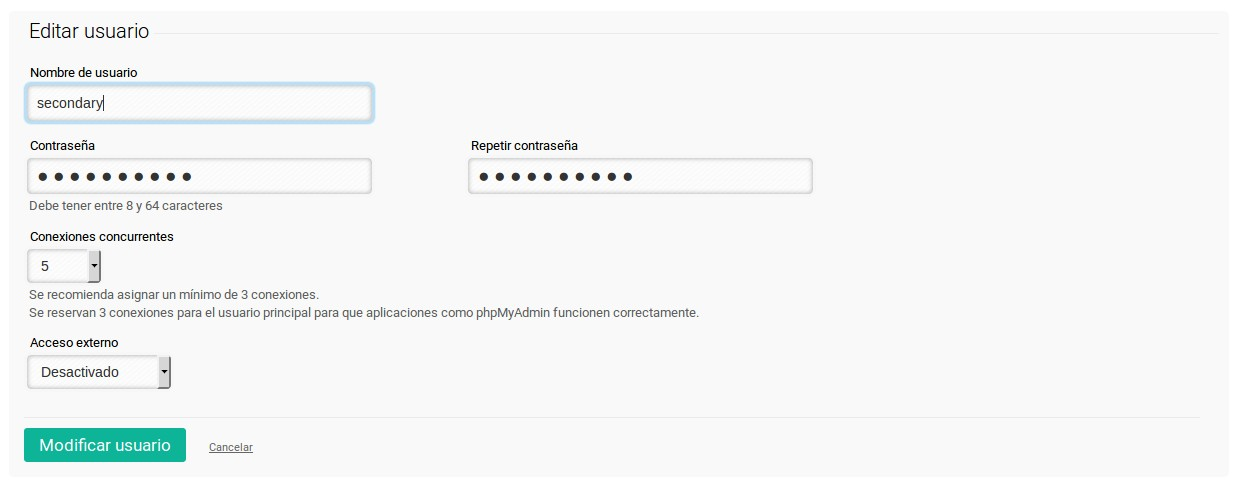 Editar usuario
Nombre de usuario
secondary
Contraseña
Repetir contraseña
●●●●●●●●●●
●●●●●●●●●●
Debe tener entre 8 y 64 caracteres
Conexiones concurrentes
5
Se recomienda asignar un mínimo de 3 conexiones.
Se reservan 3 conexiones para el usuario principal para que aplicaciones como phpMyAdmin funcionen correctamente.
Acceso externo
Desactivado
Modificar usuario
Cancelar